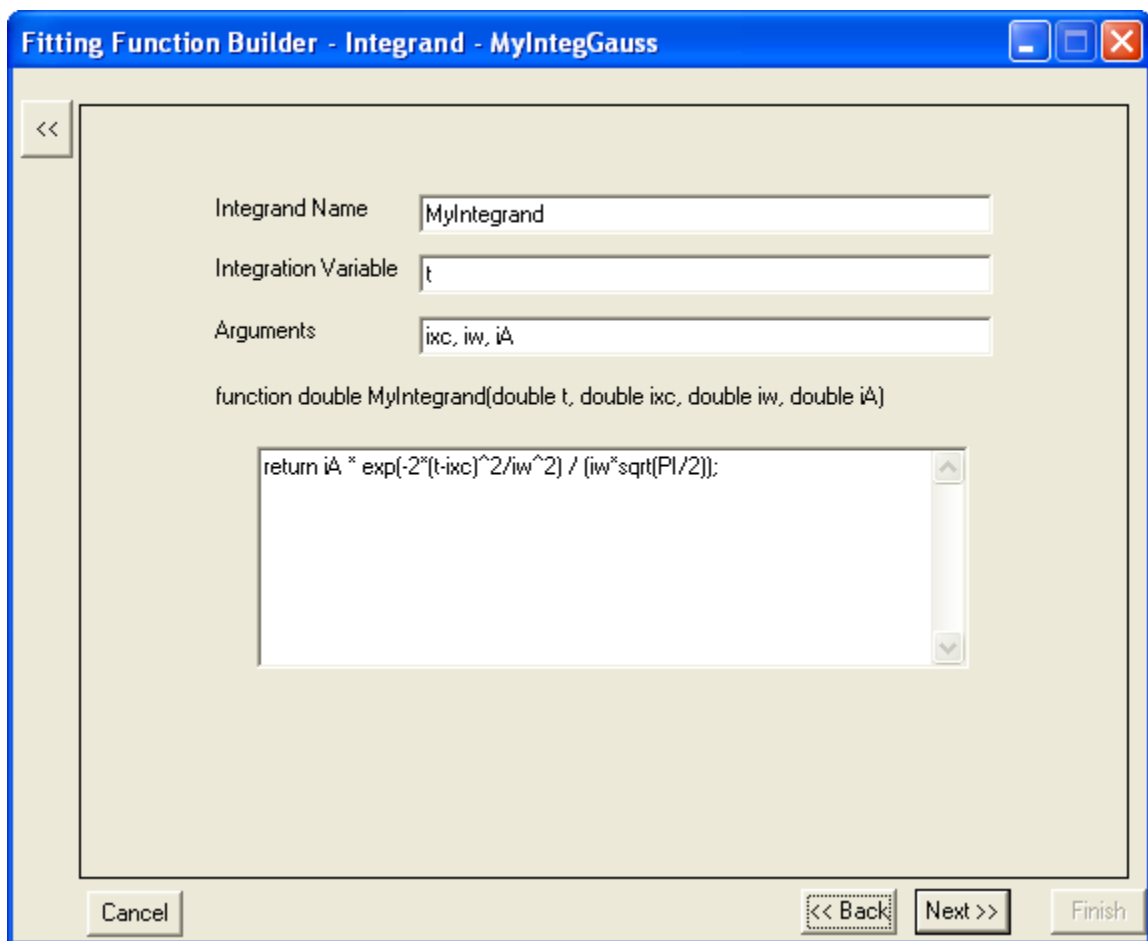 Fitting Function Builder - Integrand - MyIntegGauss
<<
Integrand Name
MyIntegrand
Integration Variable
t
Arguments
ixc, iw, iA
function double MyIntegrand(double t, double ixc, double iw, double iA)
return iA * exp(-2*(t-ixc)^2/iw^2) / (iw*sqrt(PI/2));
Cancel
<< Back
Next >>
Finish